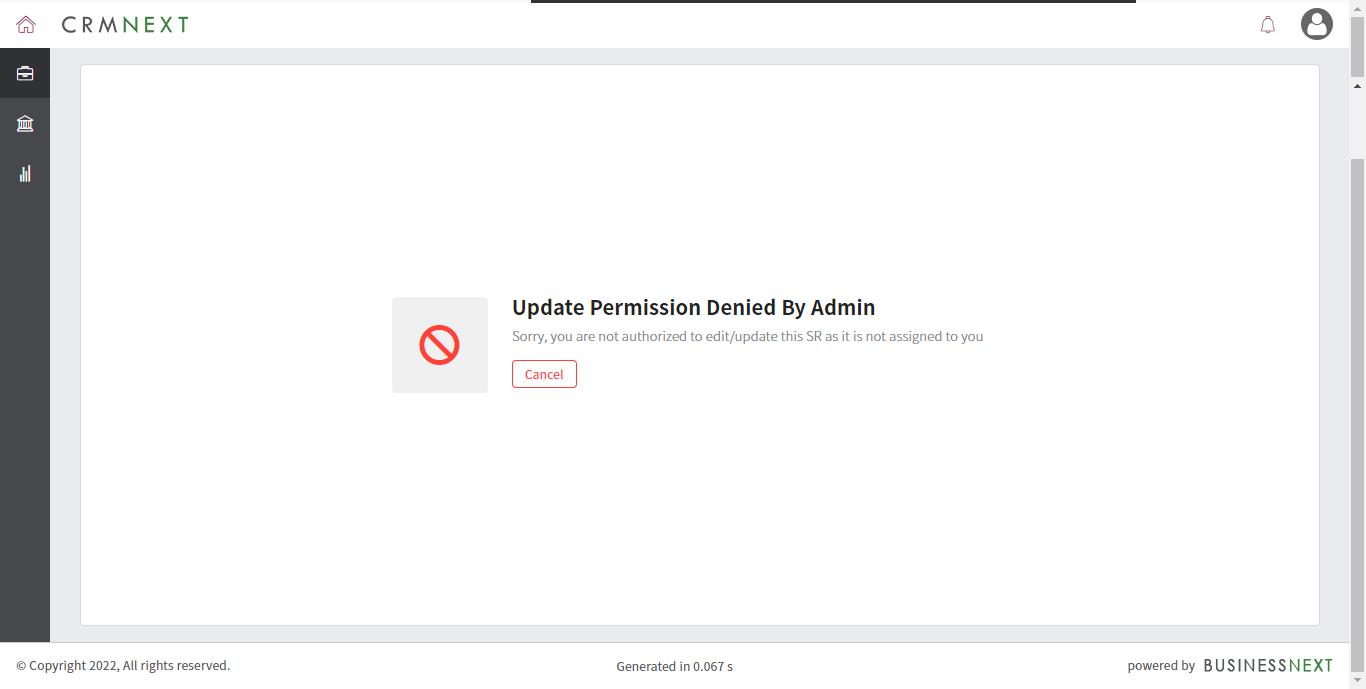 CRMNEXT
Update Permission Denied By Admin
Sorry, you are not authorized to edit/update this SR as it is not assigned to you
Cancel
© Copyright 2022, All rights reserved.
Generated in 0.067 s
powered by BUSINESSNEXT